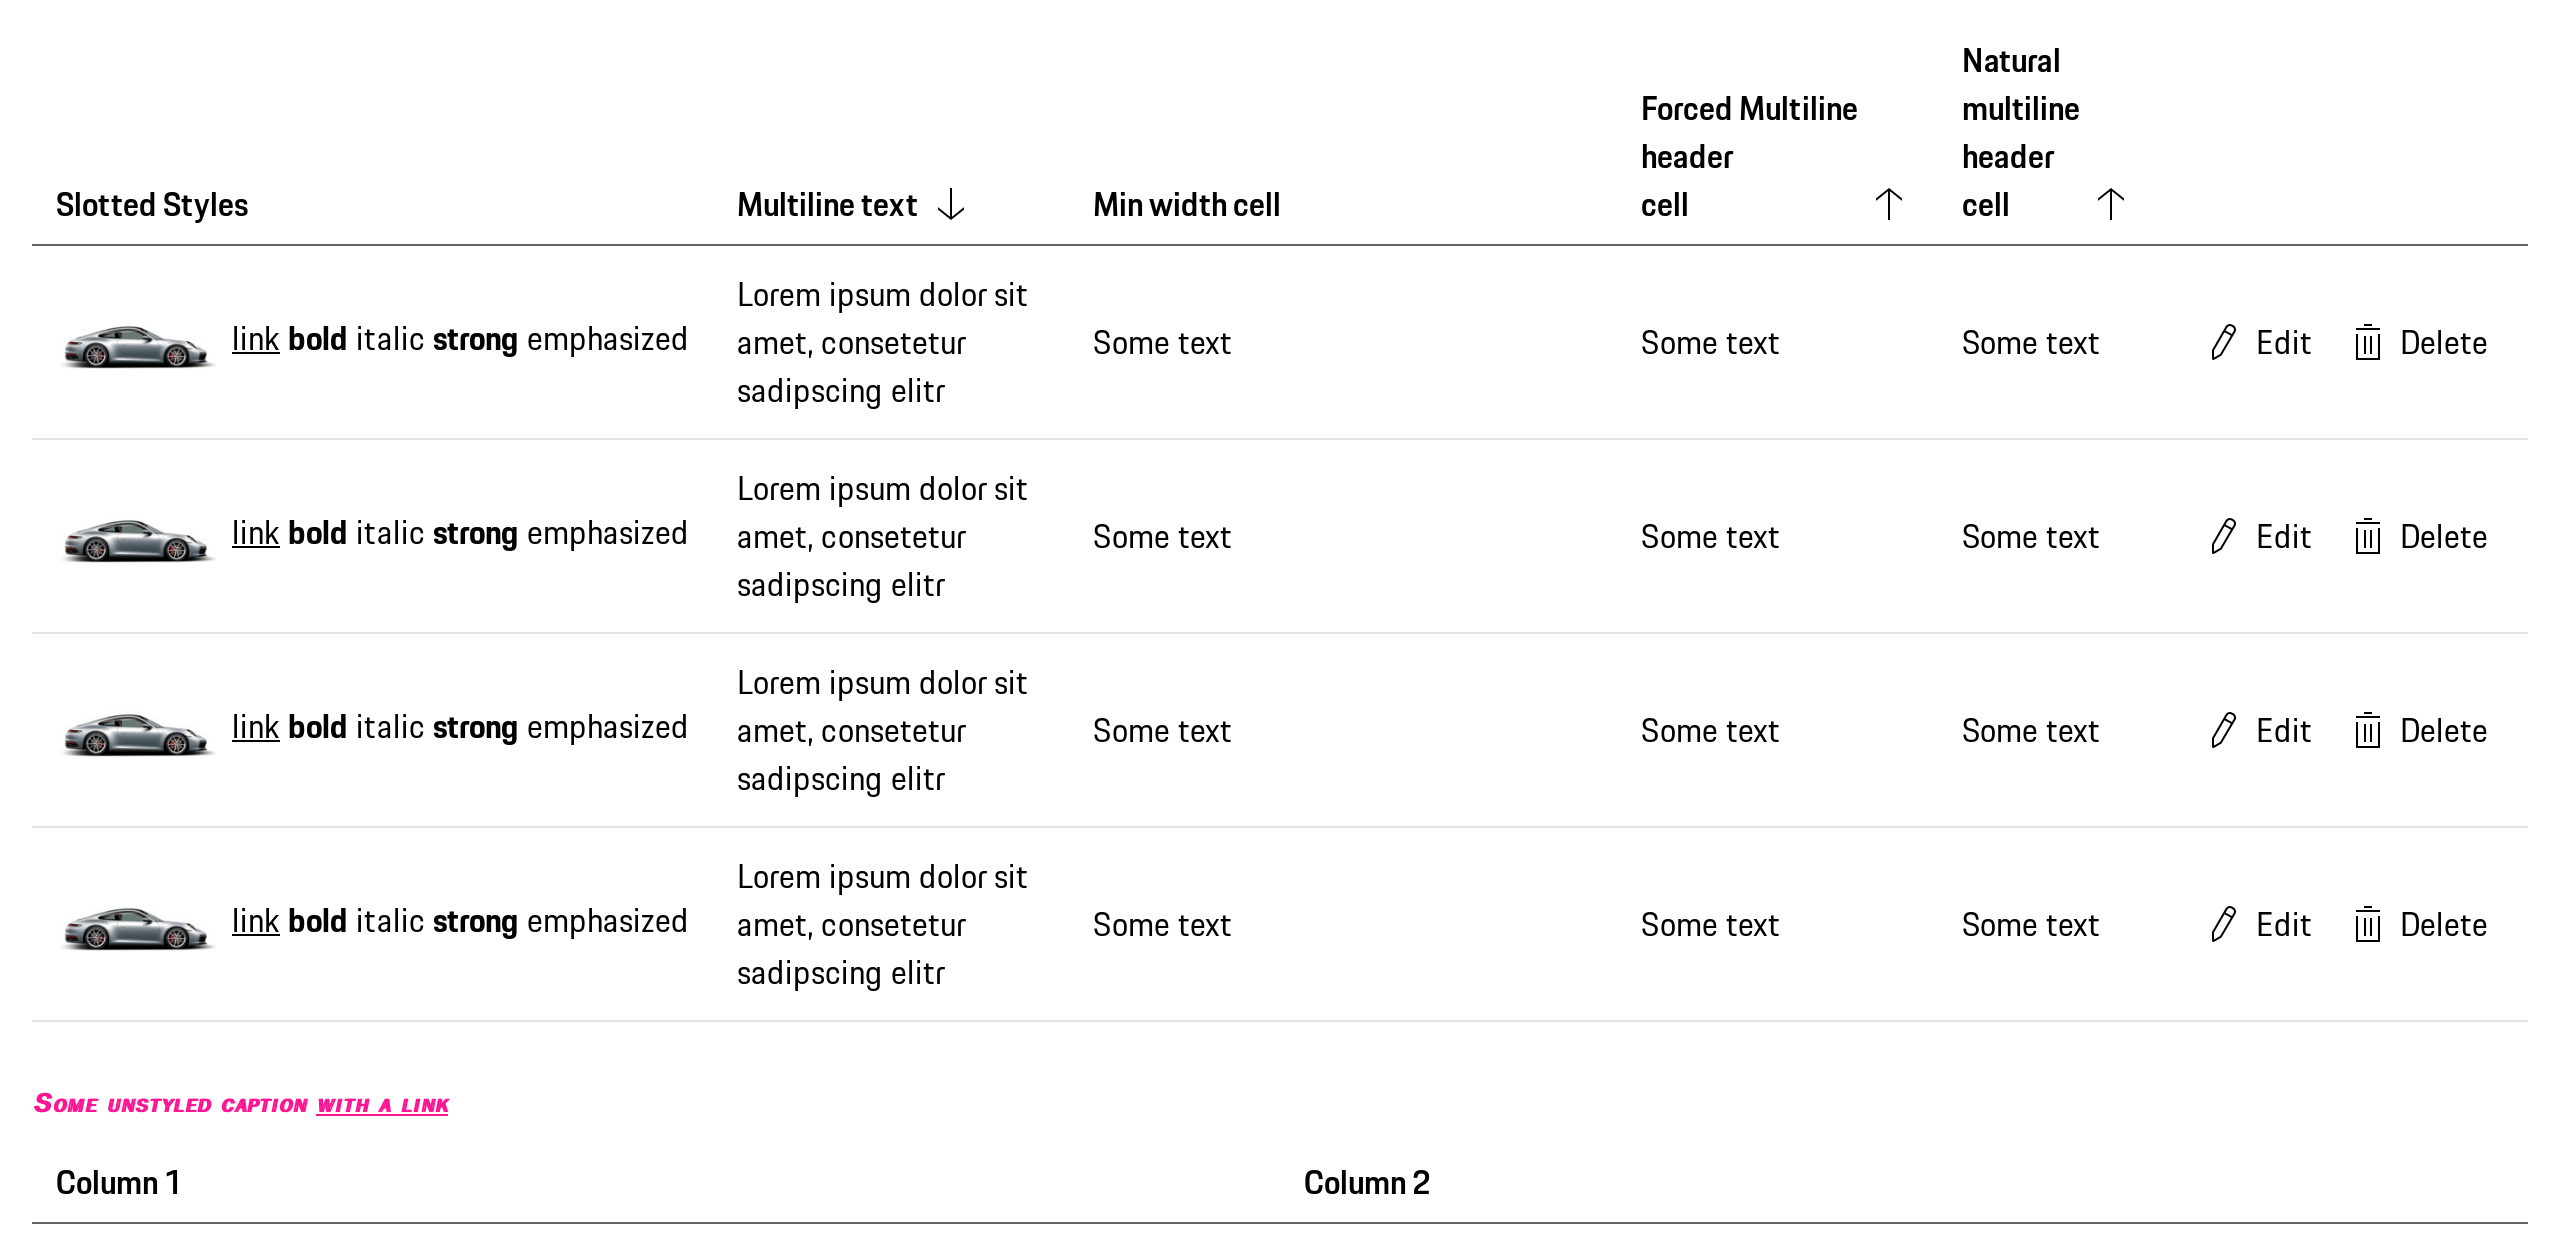 Slotted Styles
Multiline text
Min width cell
Forced Multiline
header
cell
Natural
multiline
header
cell
link bold italic strong emphasized
Lorem ipsum dolor sit
amet, consetetur
sadipscing elitr
Some text
Some text
Some text
Edit
Delete
link bold italic strong emphasized
Lorem ipsum dolor sit
amet, consetetur
sadipscing elitr
Some text
Some text
Some text
Edit
Delete
link bold italic strong emphasized
Lorem ipsum dolor sit
amet, consetetur
sadipscing elitr
Some text
Some text
Some text
Edit
Delete
link bold italic strong emphasized
Lorem ipsum dolor sit
amet, consetetur
sadipscing elitr
Some text
Some text
Some text
Edit
Delete
Some unstyled caption with a link
Column 1
Column 2